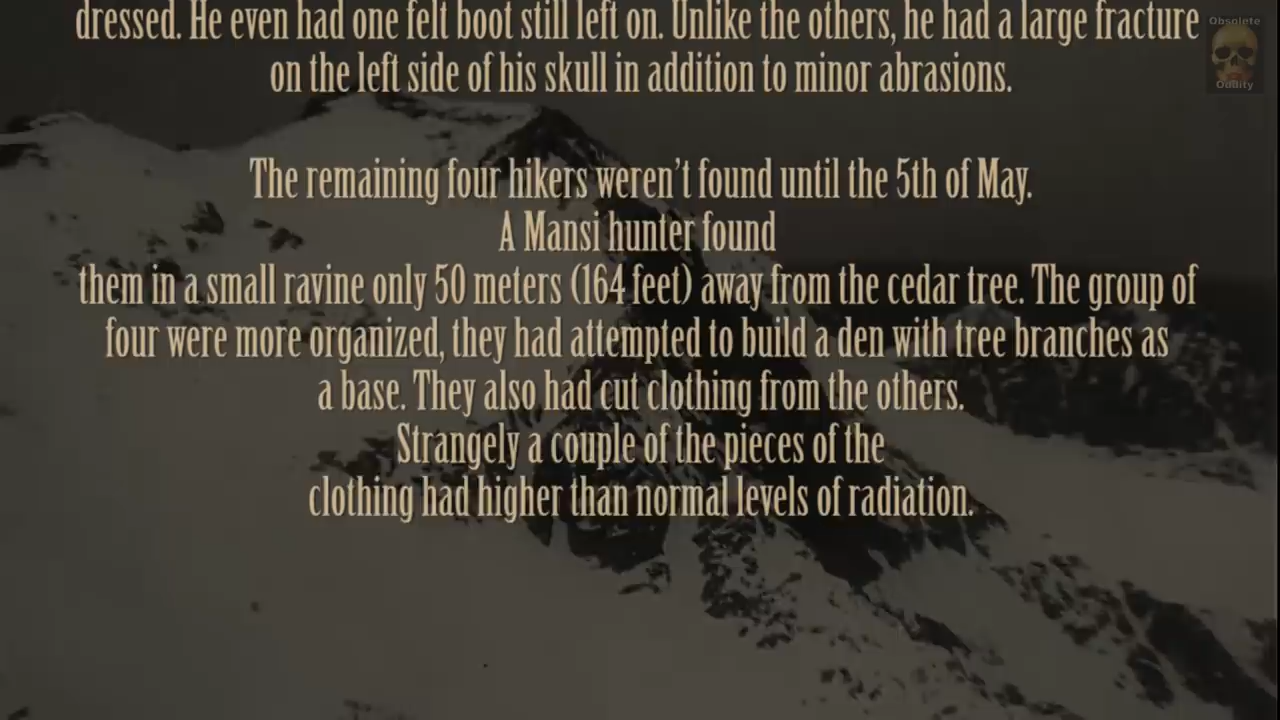 dressed. He even had one felt boot still left on. Unlike the others, he had a large fracture
on the left side of his skull in addition to minor abrasions.
The remaining four hikers weren't found until the 5th of May.
A Mansi hunter found
them in a small ravine only 50 meters (164 feet) away from the cedar tree. The group of
four were more organized, they had attempted to build a den with tree branches as
a base. They also had cut clothing from the others.
Strangely a couple of the pieces of the
clothing had higher than normal levels of radiation.
Obsolete
Oddity